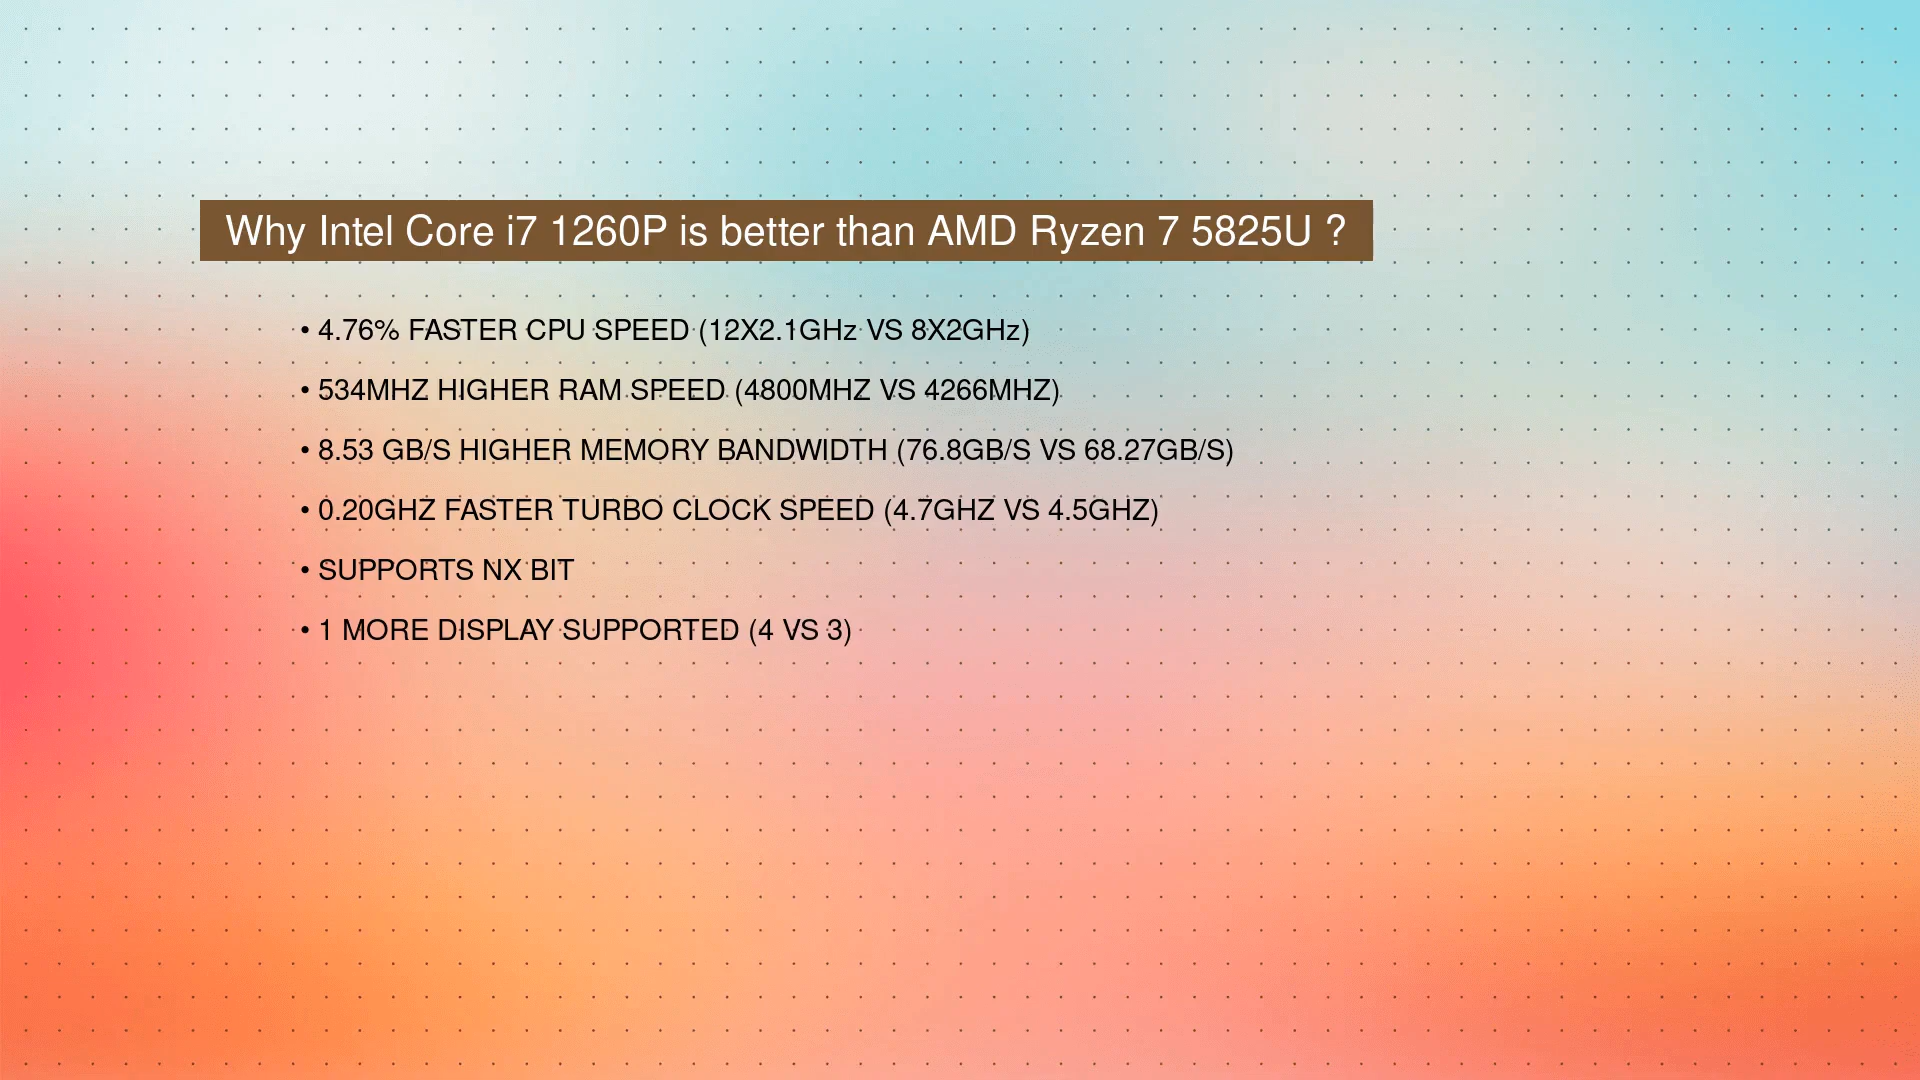 Why Intel Core i7 1260P is better than AMD Ryzen 7 5825U ?
• 4.76% FASTER CPU SPEED (12X2.1GHz VS 8X2GHz)
• 534MHZ HIGHER RAM SPEED (4800MHZ VS 4266MHZ)
• 8.53 GB/S HIGHER MEMORY BANDWIDTH (76.8GB/S VS 68.27GB/S)
• 0.20GHZ FASTER TURBO CLOCK SPEED (4.7GHZ VS 4.5GHZ)
• SUPPORTS NX BIT
• 1 MORE DISPLAY SUPPORTED (4 VS 3)